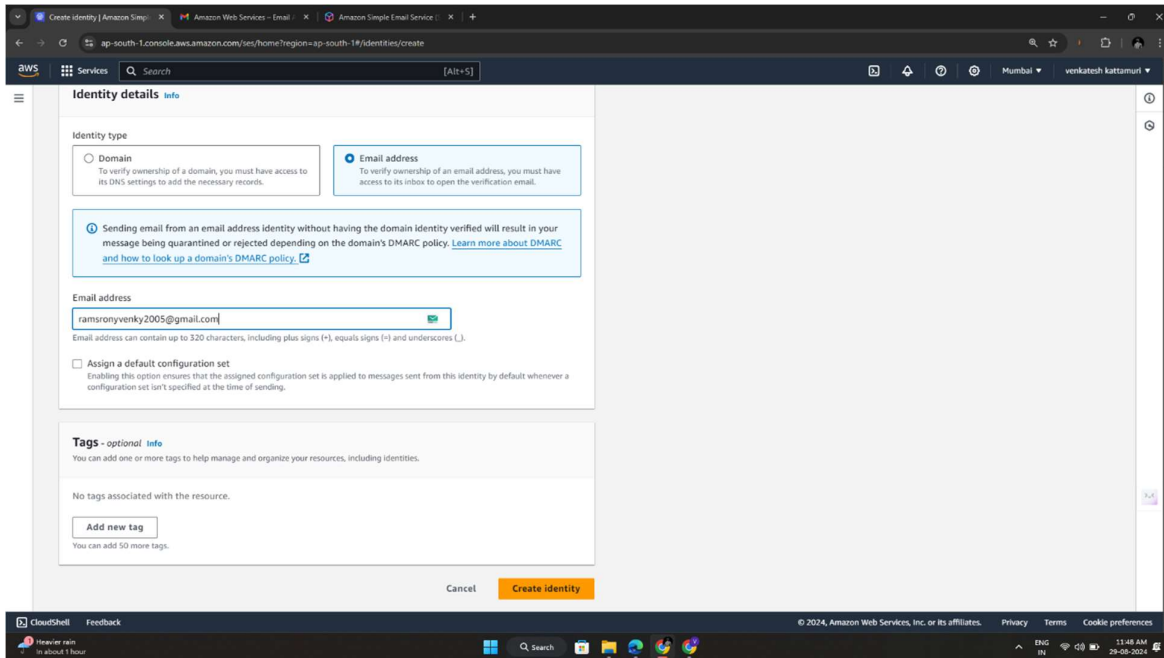 Create identity | Amazon Simpl
Amazon Web Services – Email A
Amazon Simple Email Service D
ap-south-1.console.aws.amazon.com/ses/home?region=ap-south-1#/identities/create
aws Services Search [Alt+S] Mumbai venkatesh kattamuri
Identity details Info
Identity type
Domain
To verify ownership of a domain, you must have access to
its DNS settings to add the necessary records.
Email address
To verify ownership of an email address, you must have
access to its inbox to open the verification email.
Sending email from an email address identity without having the domain identity verified will result in your
message being quarantined or rejected depending on the domain's DMARC policy. Learn more about DMARC
and how to look up a domain's DMARC policy.
Email address
ramsronyvenky2005@gmail.com
Email address can contain up to 320 characters, including plus signs (+), equals signs (=) and underscores (_).
Assign a default configuration set
Enabling this option ensures that the assigned configuration set is applied to messages sent from this identity by default whenever a
configuration set isn't specified at the time of sending.
Tags - optional Info
You can add one or more tags to help manage and organize your resources, including identities.
No tags associated with the resource.
Add new tag
You can add 50 more tags.
Cancel Create identity
CloudShell Feedback © 2024, Amazon Web Services, Inc. or its affiliates. Privacy Terms Cookie preferences
Heavier rain
In about 1 hour
Search
ENG
IN
11:48 AM
29-08-2024